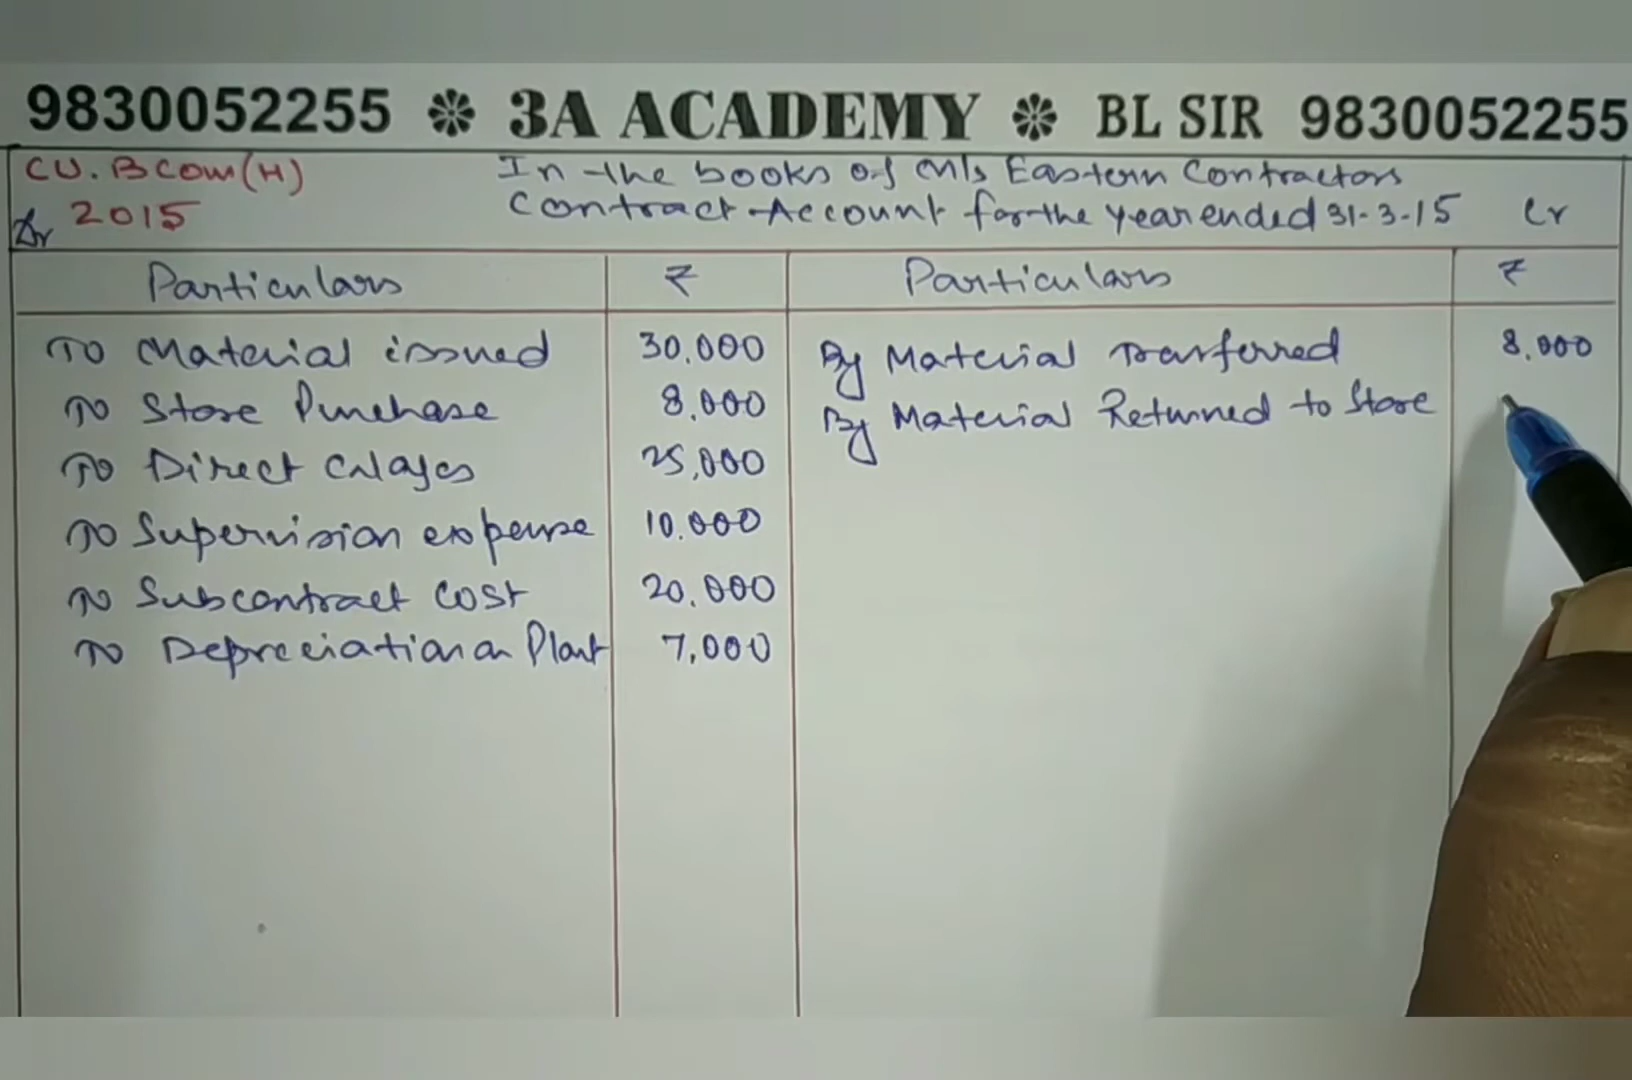 9830052255 ❋ 3A ACADEMY ❋ BL SIR 9830052255
CU. BCOM(H) In the books of M/s Eastern Contractors
Dr 2015 Contract Account for the year ended 31-3-15 Cr
Particulars ₹ Particulars ₹
To Material issued 30,000 By Material Transferred 8,000
To Store Purchase 8,000 By Material Returned to Store
To Direct 25,000
To Supervision expense 10,000
To Subcontract Cost 20,000
To Depreciation on Plant 7,000